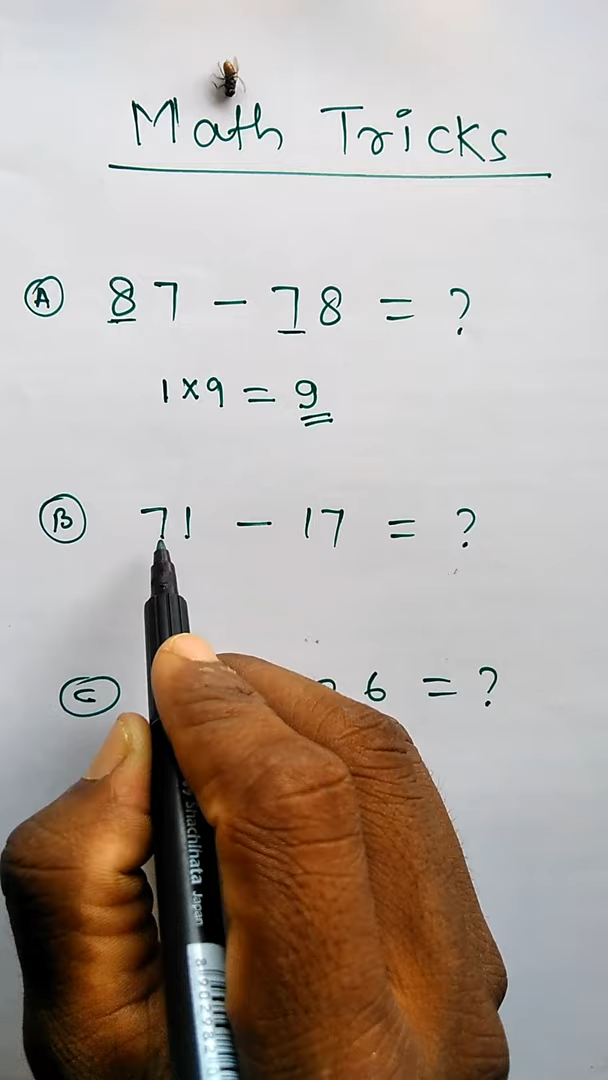 Math Tricks
(A) 87 - 78 = ?
1 x 9 = 9
(B) 71 - 17 = ?
(C) 6 = ?
Shachihata Japan